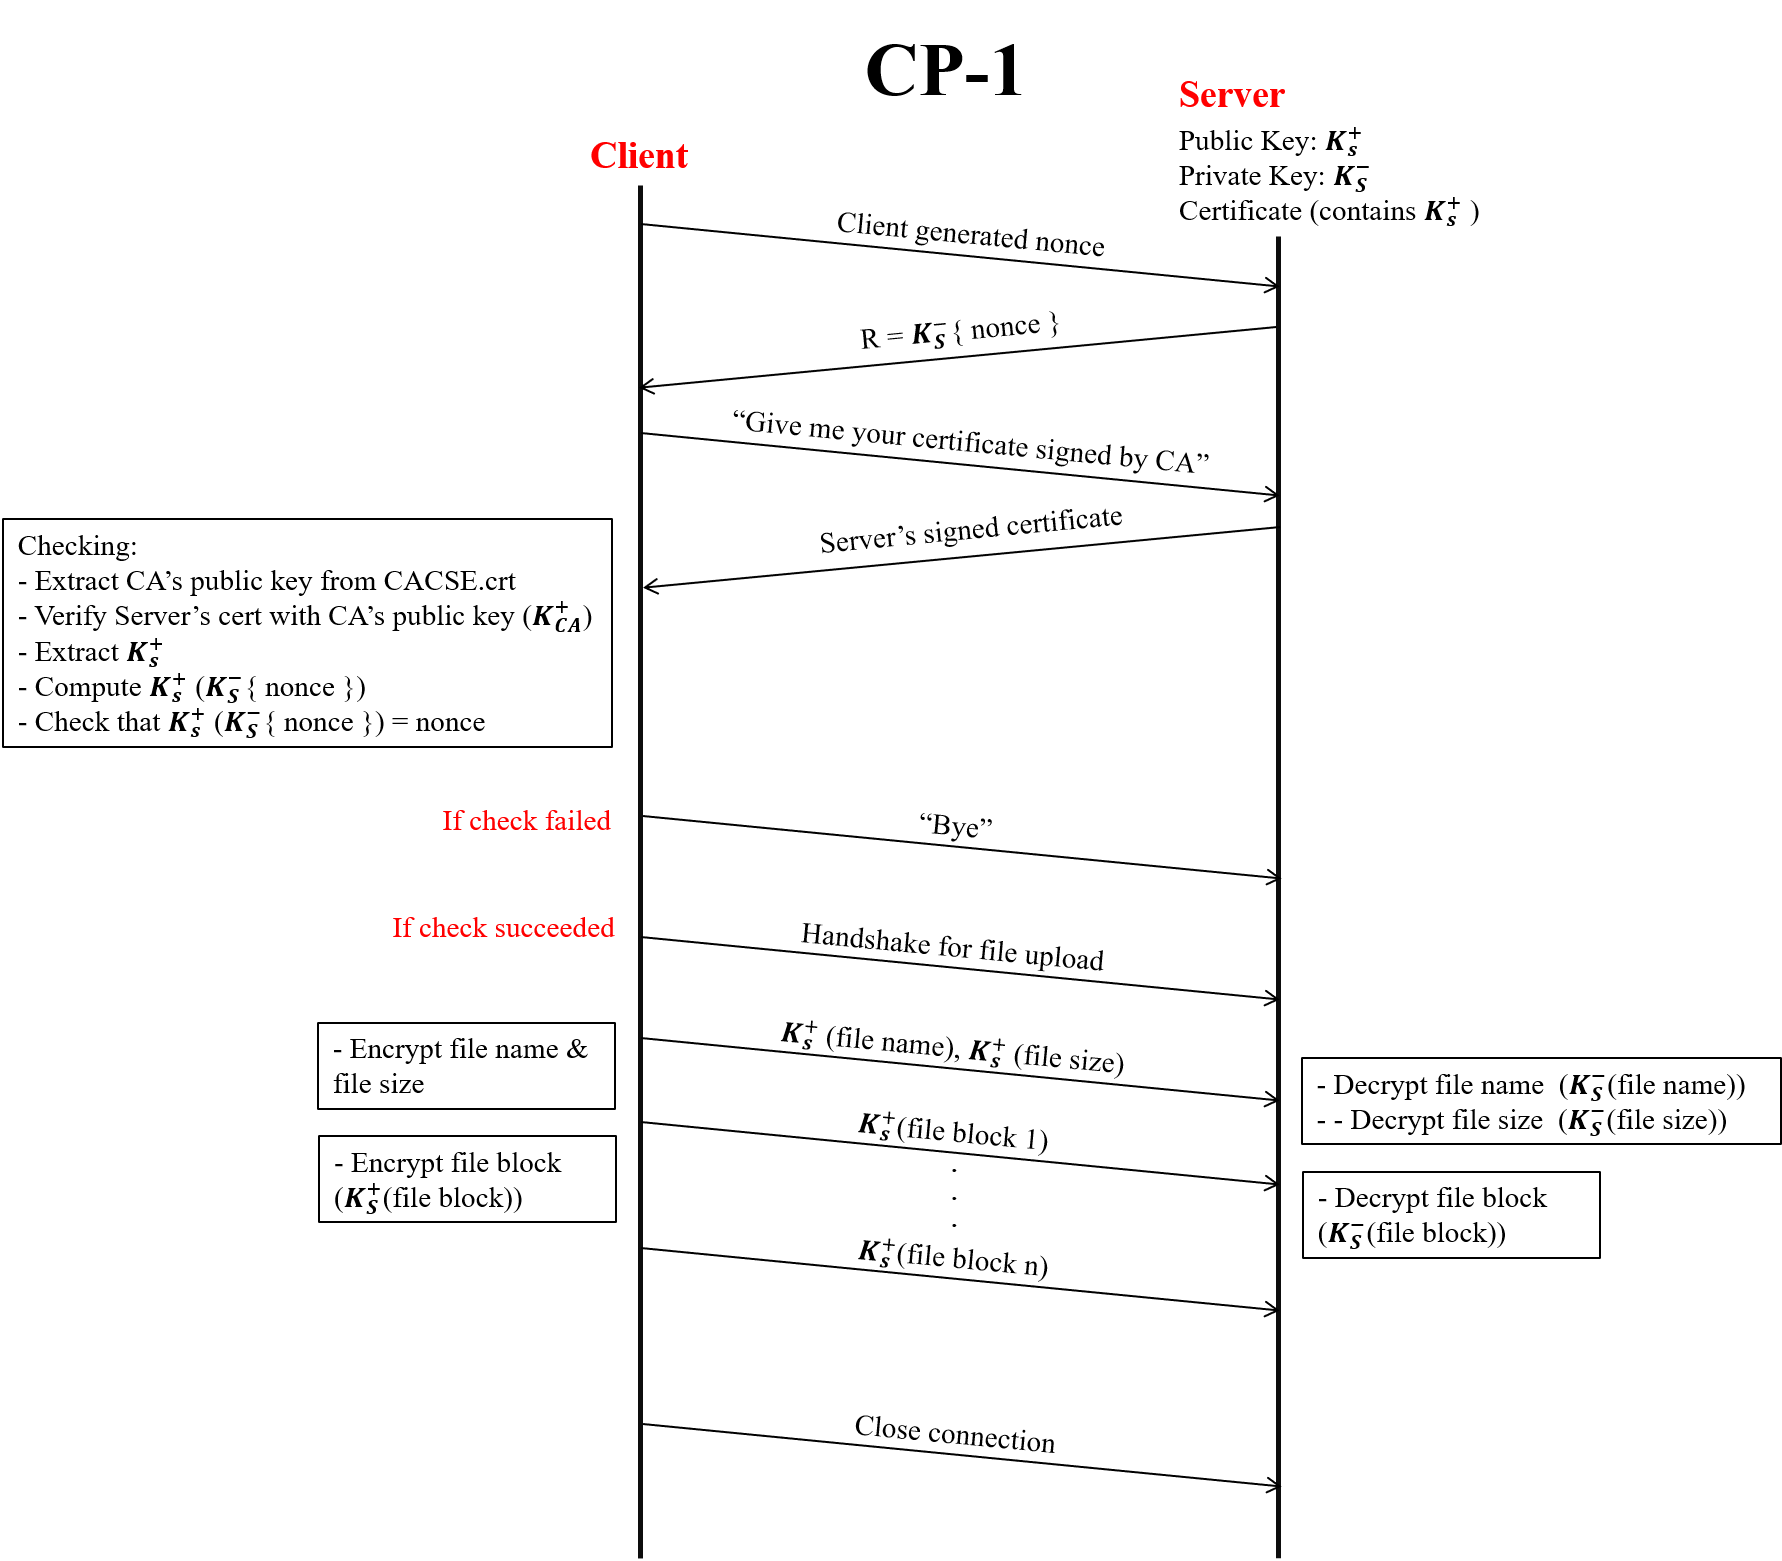 CP-1
Server
Public Key: K_s^+
Private Key: K_S^−
Certificate (contains K_s^+ )
Client
Client generated nonce
R = K_S^− { nonce }
“Give me your certificate signed by CA”
Server’s signed certificate
Checking:
- Extract CA’s public key from CACSE.crt
- Verify Server’s cert with CA’s public key (K_CA^+)
- Extract K_s^+
- Compute K_s^+ (K_S^− { nonce })
- Check that K_s^+ (K_S^− { nonce }) = nonce
If check failed
“Bye”
If check succeeded
Handshake for file upload
- Encrypt file name &
file size
K_s^+ (file name), K_s^+ (file size)
- Decrypt file name (K_S^−(file name))
- - Decrypt file size (K_S^−(file size))
K_s^+(file block 1)
.
.
.
- Encrypt file block
(K_S^+(file block))
- Decrypt file block
(K_S^−(file block))
K_s^+(file block n)
Close connection